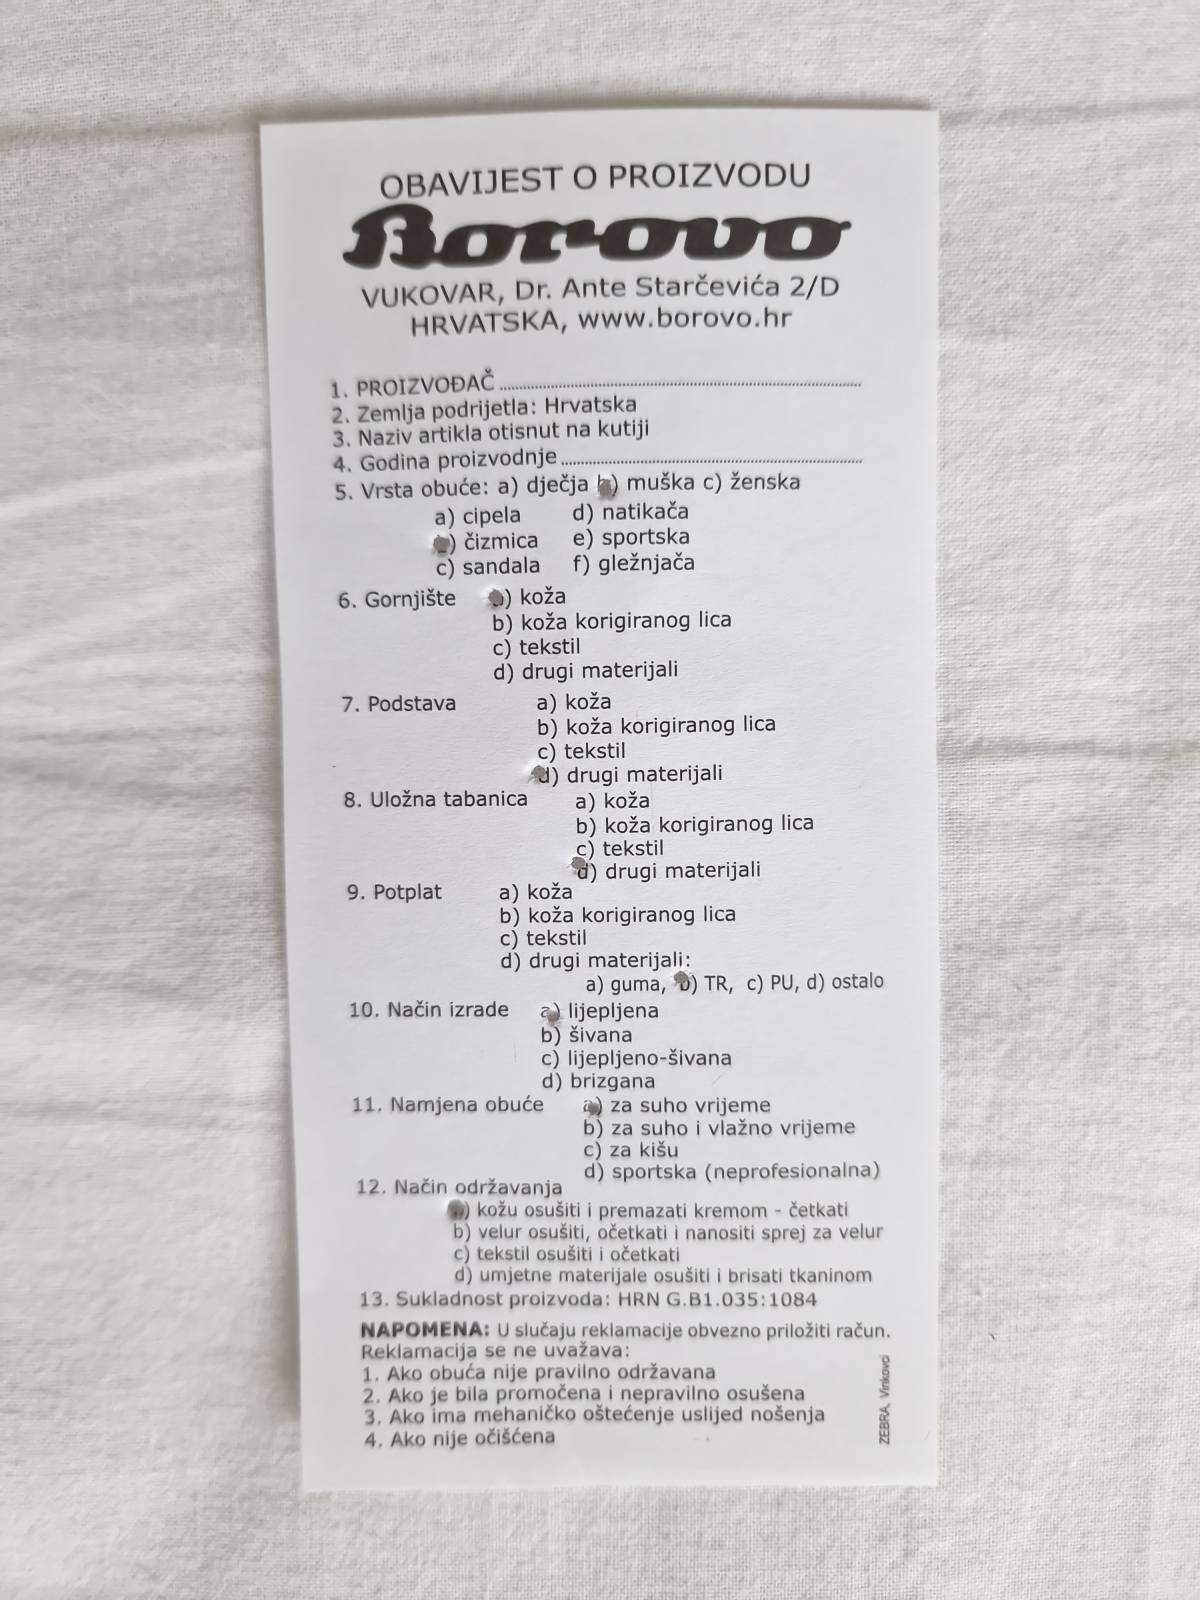 OBAVIJEST O PROIZVODU
Borovo
VUKOVAR, Dr. Ante Starčevića 2/D
HRVATSKA, www.borovo.hr
1. PROIZVOĐAČ
2. Zemlja podrijetla: Hrvatska
3. Naziv artikla otisnut na kutiji
4. Godina proizvodnje
5. Vrsta obuće: a) dječja b) muška c) ženska
a) cipela d) natikača
) čizmica e) sportska
c) sandala f) gležnjača
6. Gornjište a) koža
b) koža korigiranog lica
c) tekstil
d) drugi materijali
7. Podstava a) koža
b) koža korigiranog lica
c) tekstil
d) drugi materijali
8. Uložna tabanica a) koža
b) koža korigiranog lica
c) tekstil
d) drugi materijali
9. Potplat a) koža
b) koža korigiranog lica
c) tekstil
d) drugi materijali:
a) guma, b) TR, c) PU, d) ostalo
10. Način izrade a) lijepljena
b) šivana
c) lijepljeno-šivana
d) brizgana
11. Namjena obuće a) za suho vrijeme
b) za suho i vlažno vrijeme
c) za kišu
d) sportska (neprofesionalna)
12. Način održavanja
a) kožu osušiti i premazati kremom - četkati
b) velur osušiti, očetkati i nanositi sprej za velur
c) tekstil osušiti i očetkati
d) umjetne materijale osušiti i brisati tkaninom
13. Sukladnost proizvoda: HRN G.B1.035:1084
NAPOMENA: U slučaju reklamacije obvezno priložiti račun.
Reklamacija se ne uvažava:
1. Ako obuća nije pravilno održavana
2. Ako je bila promočena i nepravilno osušena
3. Ako ima mehaničko oštećenje uslijed nošenja
4. Ako nije očišćena
ZEBRA, Vinkovci